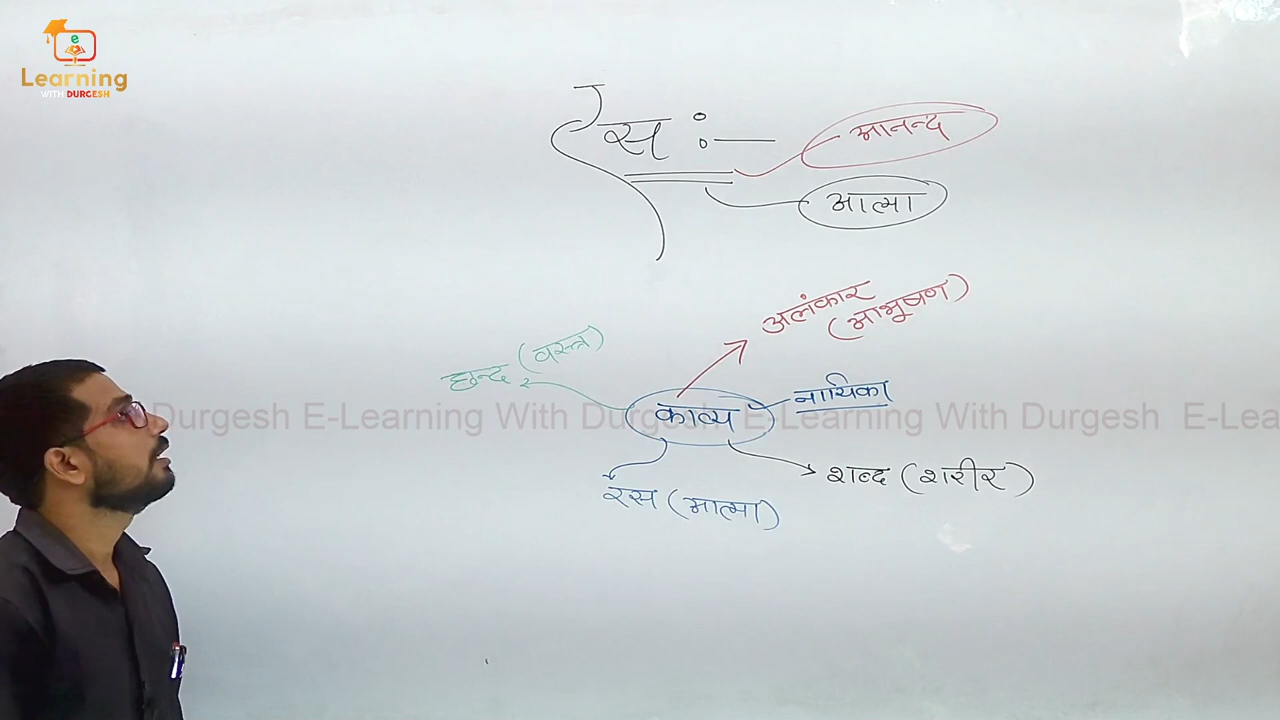 e
Learning
WITH DURGESH
रस :—
आनन्द
आत्मा
अलंकार
(आभूषण)
छन्द (वस्त्र)
नायिका
काव्य
Durgesh E-Learning With Durgesh E-Learning With Durgesh E-Lea
शब्द (शरीर)
रस (आत्मा)